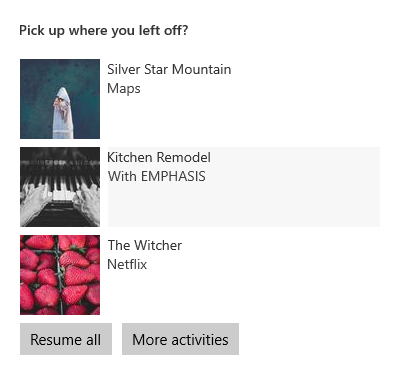 Pick up where you left off?
Silver Star Mountain
Maps
Kitchen Remodel
With EMPHASIS
The Witcher
Netflix
Resume all
More activities